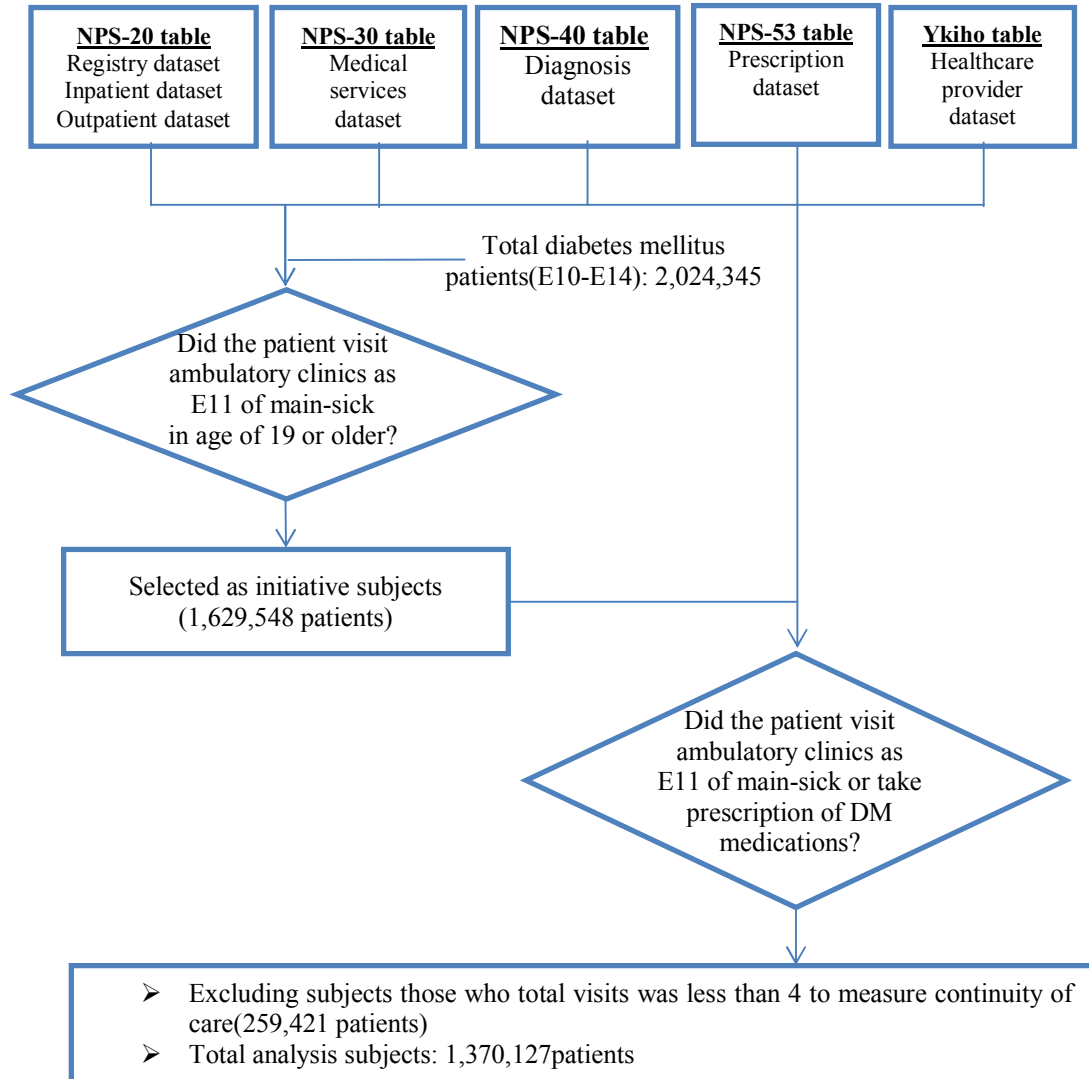 NPS-20 table
Registry dataset
Inpatient dataset
Outpatient dataset
NPS-30 table
Medical
services
dataset
NPS-40 table
Diagnosis
dataset
NPS-53 table
Prescription
dataset
Ykiho table
Healthcare
provider
dataset
Total diabetes mellitus
patients(E10-E14): 2,024,345
Did the patient visit
ambulatory clinics as
E11 of main-sick
in age of 19 or older?
Selected as initiative subjects
(1,629,548 patients)
Did the patient visit
ambulatory clinics as
E11 of main-sick or take
prescription of DM
medications?
➢ Excluding subjects those who total visits was less than 4 to measure continuity of
care(259,421 patients)
➢ Total analysis subjects: 1,370,127patients